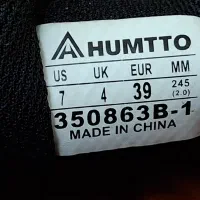 HUMTTO
US UK EUR MM
7 4 39 245
(2.0)
350863B-1
MADE IN CHINA